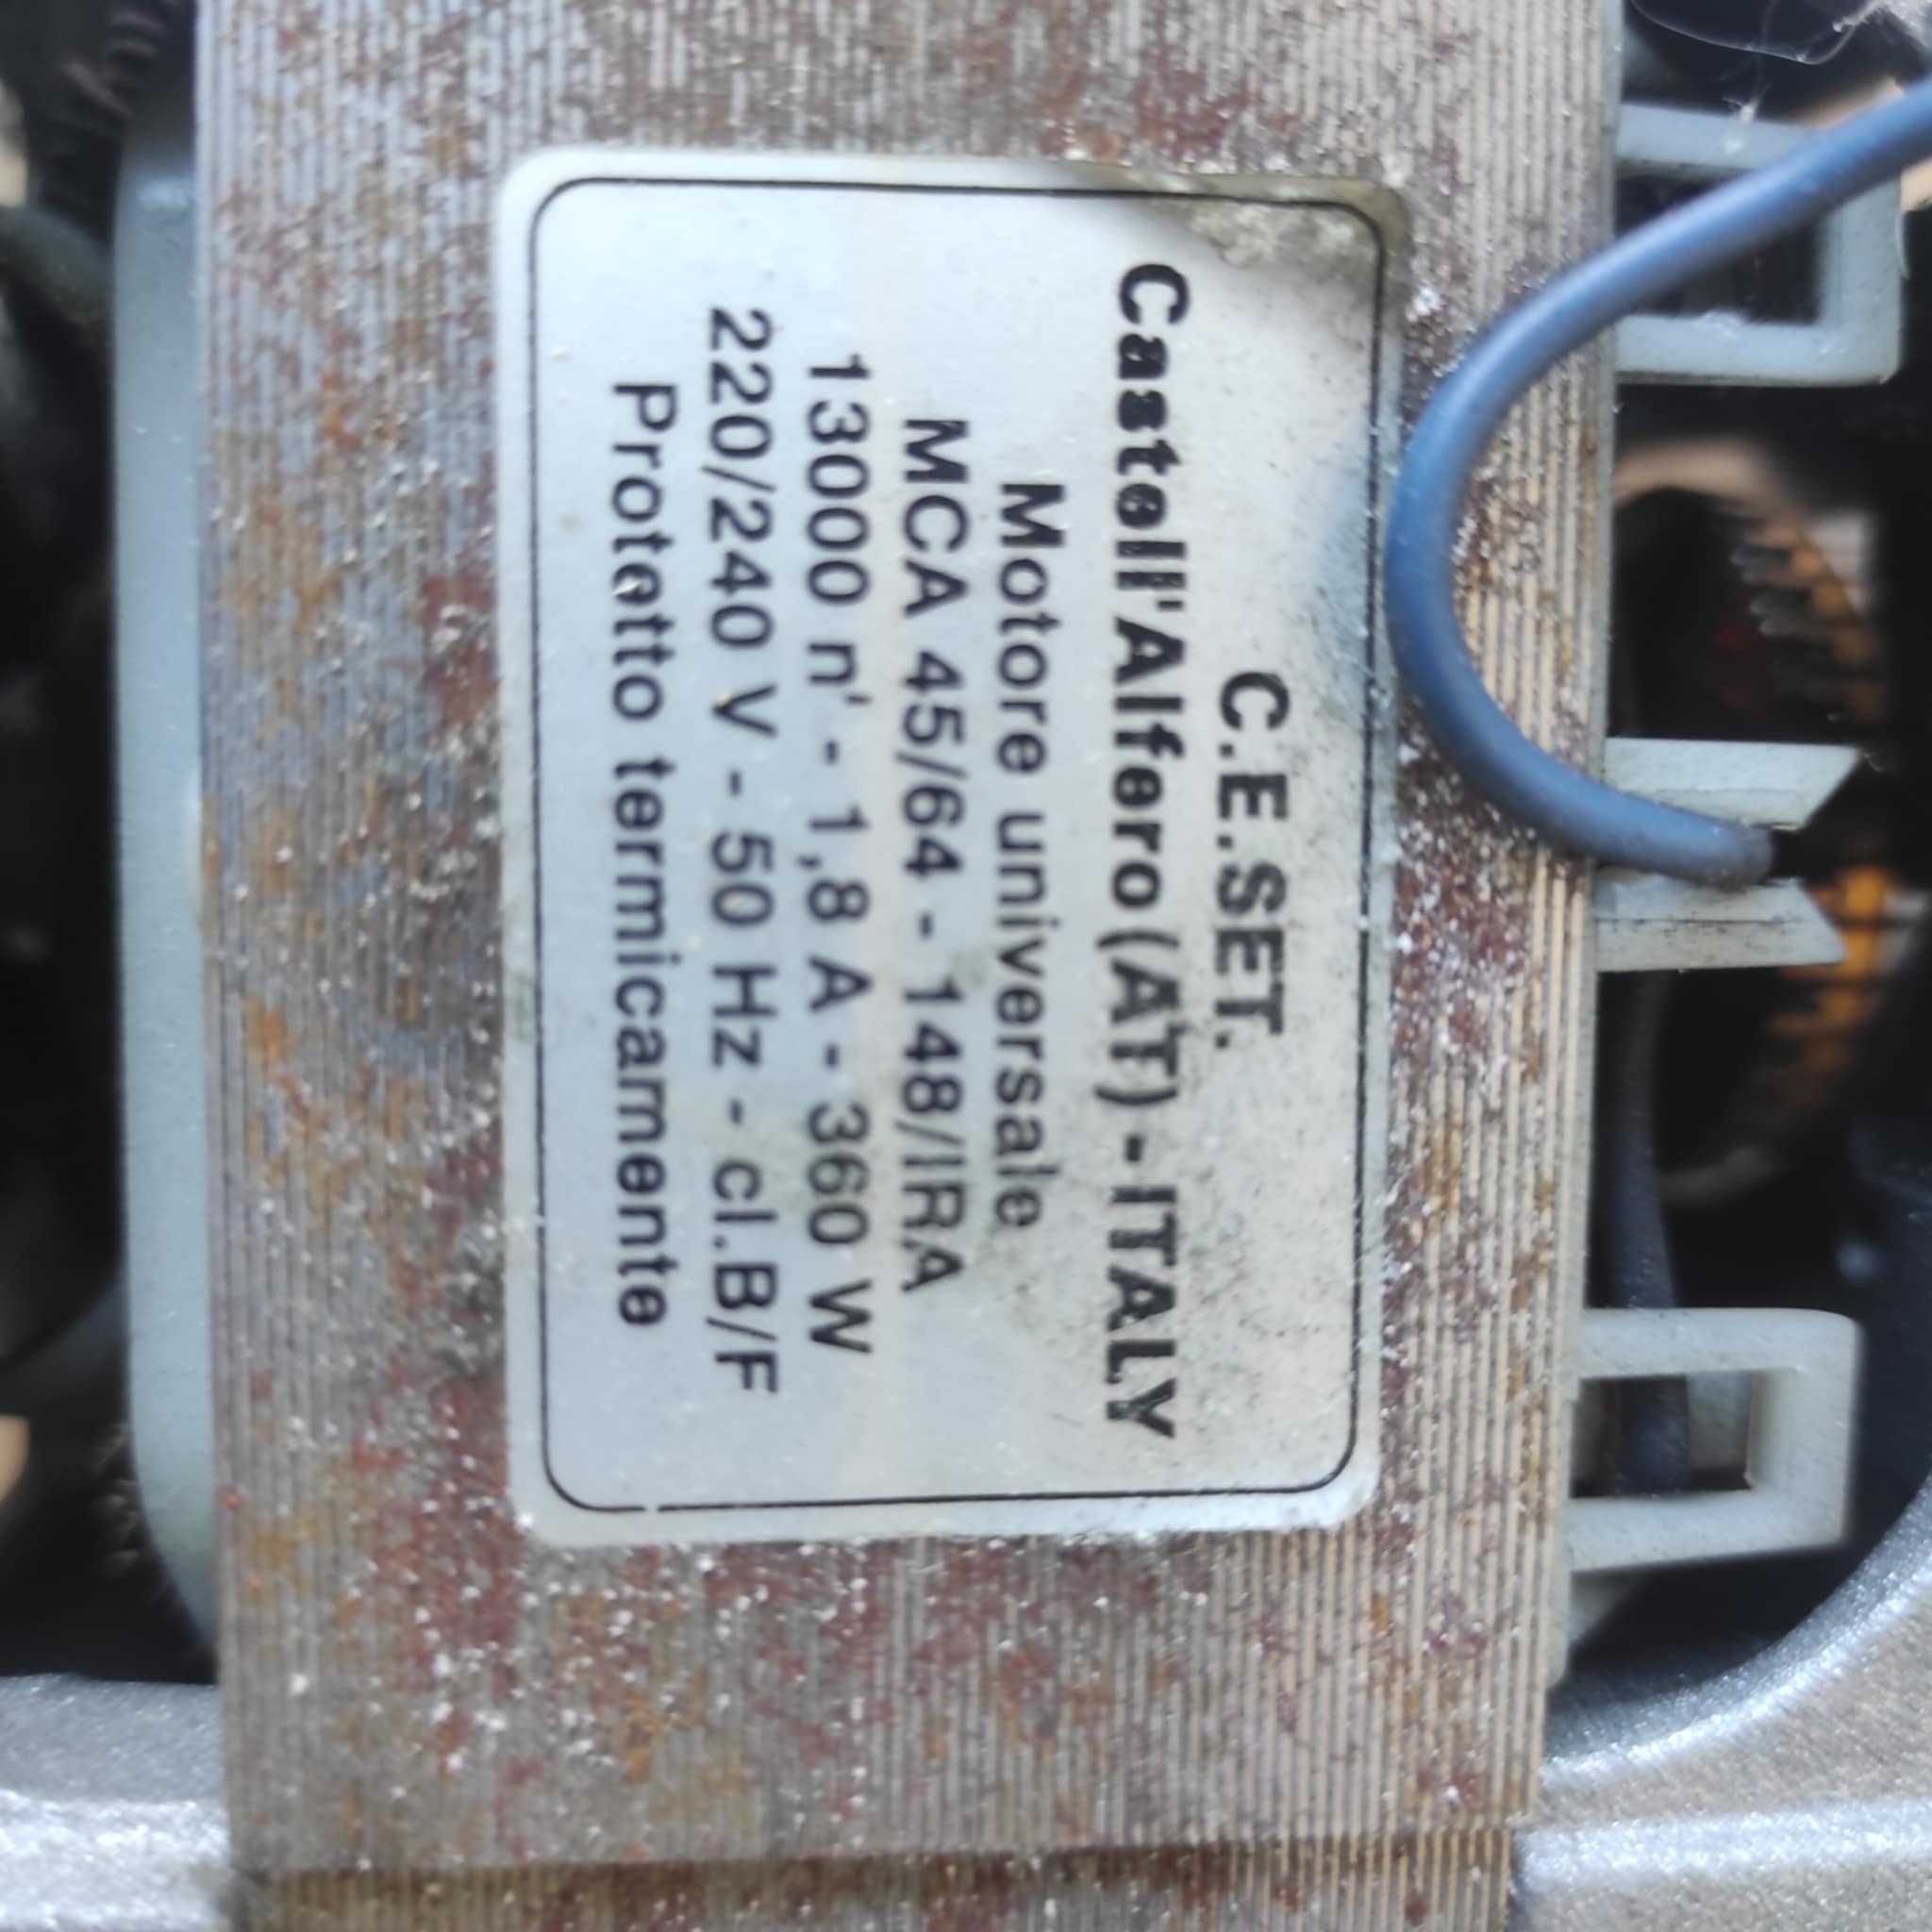 C.E.SET.
Castell'Alfero(AT)-ITALY
Motore universale
MCA 45/64 - 148/IRA
13000 n' - 1,8 A - 360 W
220/240 V - 50 Hz - cl.B/F
Protetto termicamente